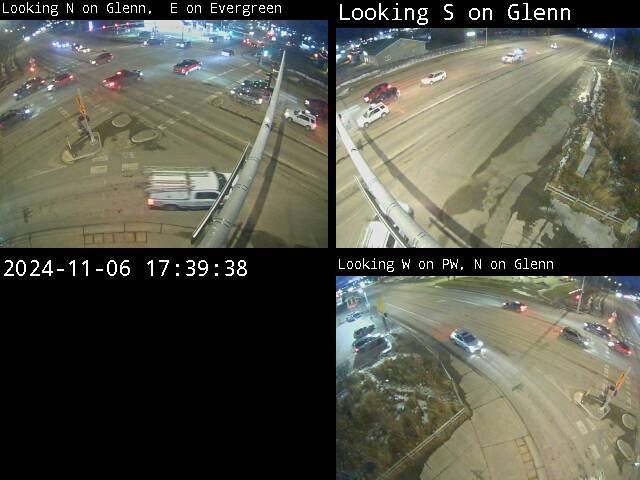 Looking N on Glenn,  E on Evergreen
Looking S on Glenn
2024-11-06 17:39:38
Looking W on PW, N on Glenn